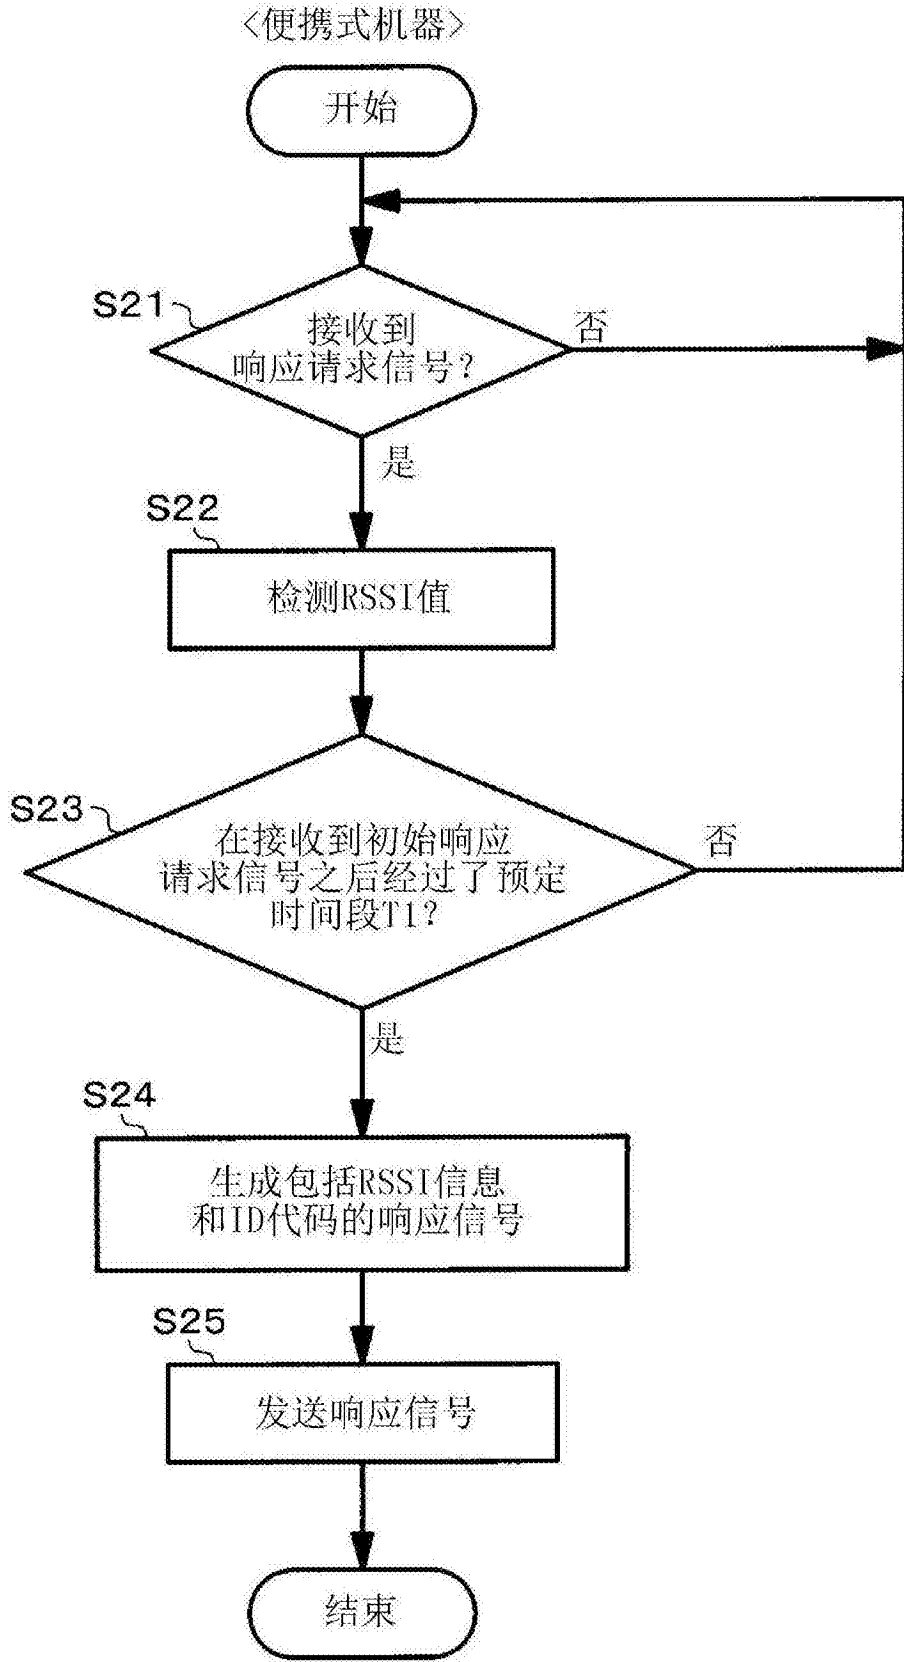 <便携式机器>
开始
S21
接收到
响应请求信号?
否
是
S22
检测RSSI值
S23
在接收到初始响应
请求信号之后经过了预定
时间段T1?
否
是
S24
生成包括RSSI信息
和ID代码的响应信号
S25
发送响应信号
结束